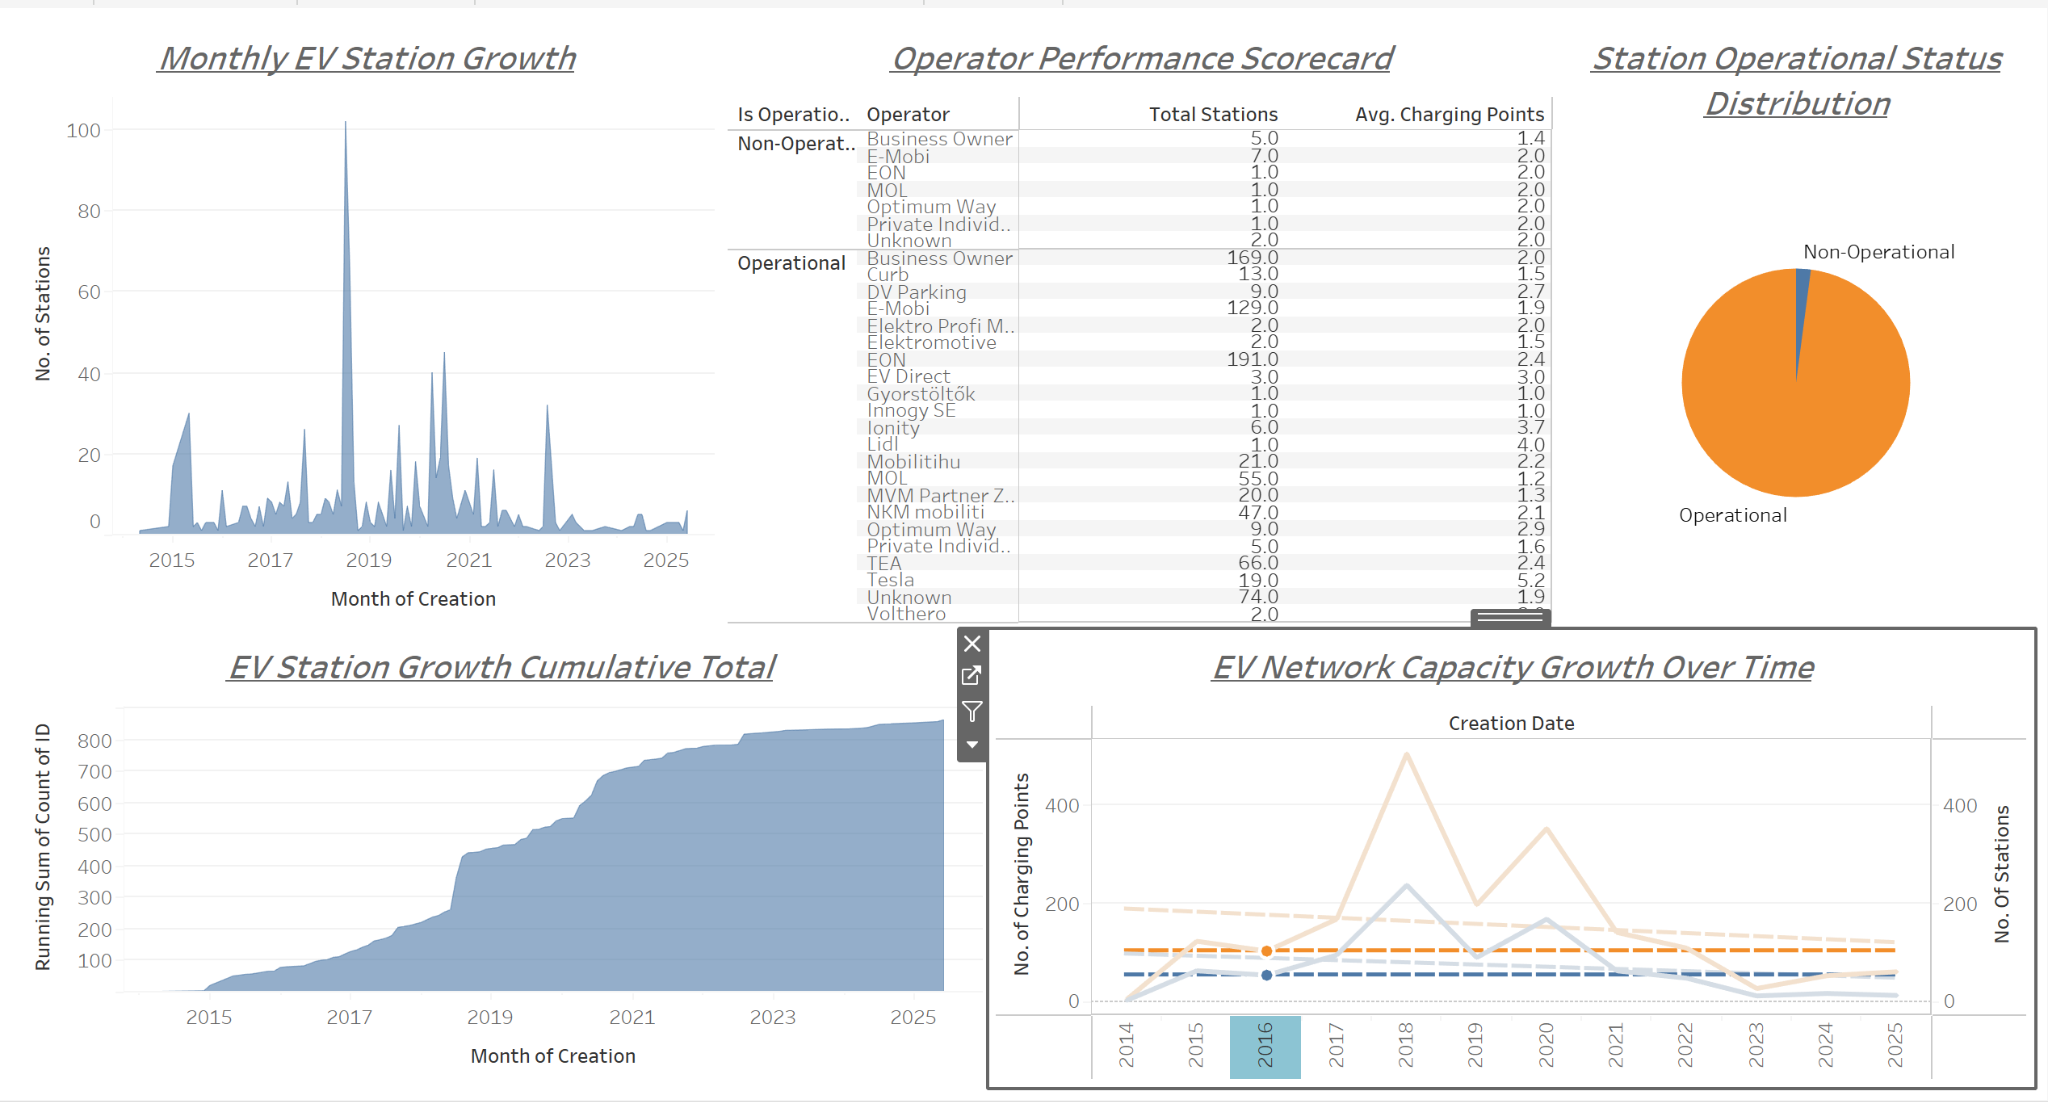 Monthly EV Station Growth
100
80
60
40
20
0
No. of Stations
2015 2017 2019 2021 2023 2025
Month of Creation
Operator Performance Scorecard
Is Operatio.. Operator Total Stations Avg. Charging Points
Non-Operat.. Business Owner 5.0 1.4
E-Mobi 7.0 2.0
EON 1.0 2.0
MOL 1.0 2.0
Optimum Way 1.0 2.0
Private Individ.. 1.0 2.0
Unknown 2.0 2.0
Operational Business Owner 169.0 2.0
Curb 13.0 1.5
DV Parking 9.0 2.7
E-Mobi 129.0 1.9
Elektro Profi M.. 2.0 2.0
Elektromotive 2.0 1.5
EON 191.0 2.4
EV Direct 3.0 3.0
Gyorstöltők 1.0 1.0
Innogy SE 1.0 1.0
Ionity 6.0 3.7
Lidl 1.0 4.0
Mobilitihu 21.0 2.2
MOL 55.0 1.2
MVM Partner Z.. 20.0 1.3
NKM mobiliti 47.0 2.1
Optimum Way 9.0 2.9
Private Individ.. 5.0 1.6
TEA 66.0 2.4
Tesla 19.0 5.2
Unknown 74.0 1.9
Volthero 2.0
Station Operational Status
Distribution
Non-Operational
Operational
EV Station Growth Cumulative Total
800
700
600
500
400
300
200
100
Running Sum of Count of ID
2015 2017 2019 2021 2023 2025
Month of Creation
EV Network Capacity Growth Over Time
Creation Date
No. of Charging Points
400 400
200 200
0 0
No. Of Stations
2014 2015 2016 2017 2018 2019 2020 2021 2022 2023 2024 2025